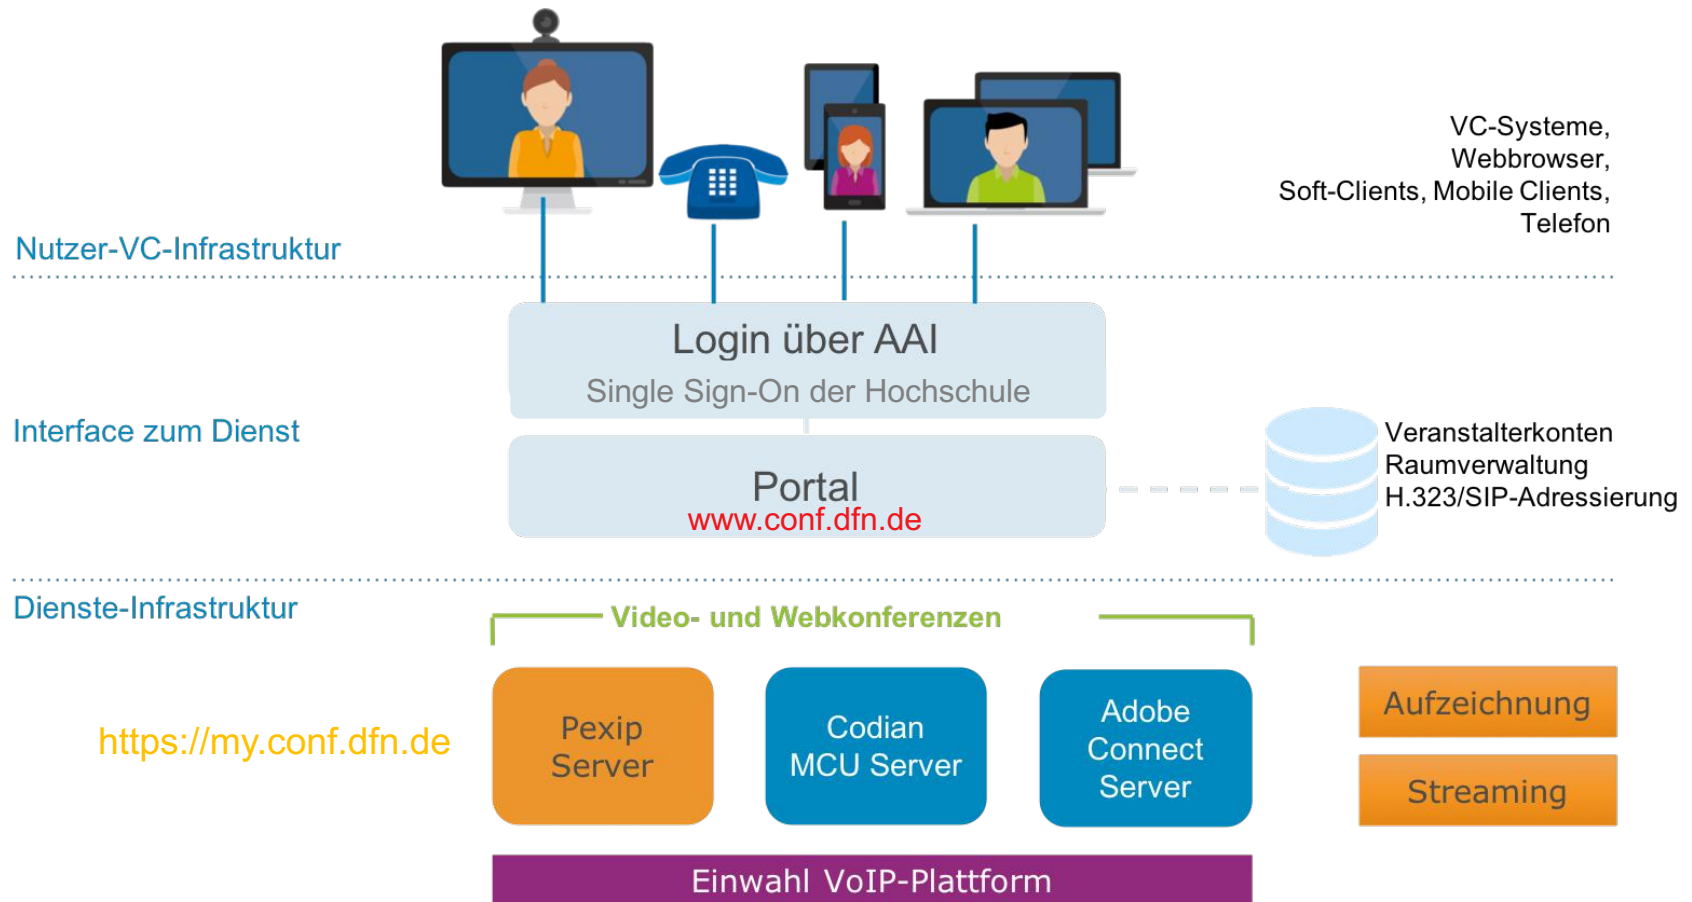 VC-Systeme,
Webbrowser,
Soft-Clients, Mobile Clients,
Telefon
Nutzer-VC-Infrastruktur
Login über AAI
Single Sign-On der Hochschule
Interface zum Dienst
Portal
www.conf.dfn.de
Veranstalterkonten
Raumverwaltung
H.323/SIP-Adressierung
Dienste-Infrastruktur
Video- und Webkonferenzen
https://my.conf.dfn.de
Pexip
Server
Codian
MCU Server
Adobe
Connect
Server
Aufzeichnung
Streaming
Einwahl VoIP-Plattform